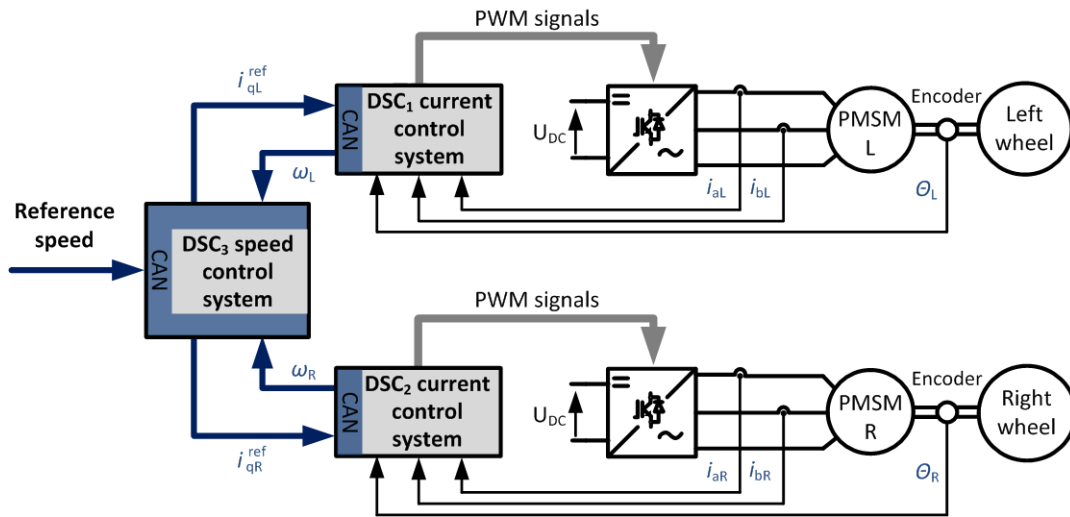 PWM signals
i_qL^ref
CAN
DSC₁ current
control
system
ω_L
U_DC
i_aL
i_bL
PMSM
L
Encoder
Left
wheel
Θ_L
Reference
speed
CAN
DSC₃ speed
control
system
PWM signals
ω_R
i_qR^ref
CAN
DSC₂ current
control
system
U_DC
i_aR
i_bR
PMSM
R
Encoder
Right
wheel
Θ_R